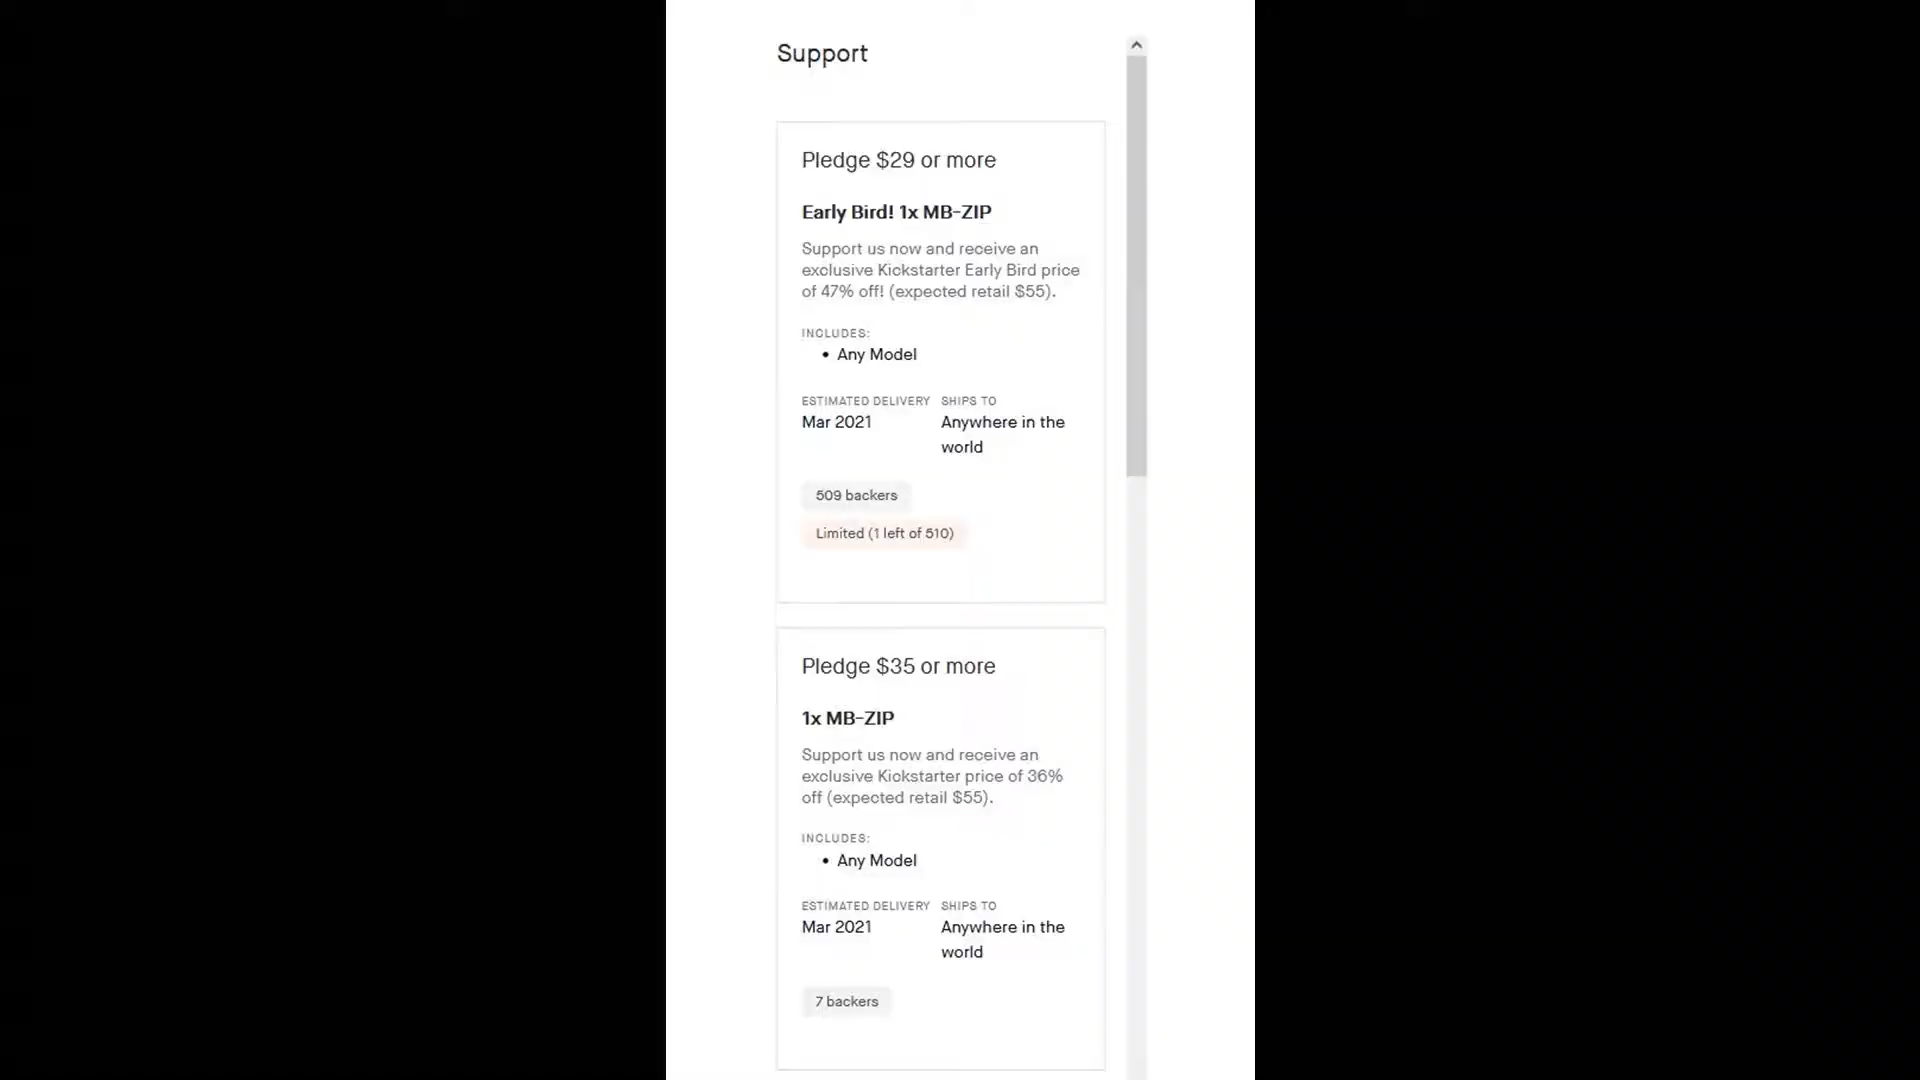 Support
Pledge $29 or more
Early Bird! 1x MB-ZIP
Support us now and receive an
exclusive Kickstarter Early Bird price
of 47% off! (expected retail $55).
INCLUDES:
• Any Model
ESTIMATED DELIVERY SHIPS TO
Mar 2021 Anywhere in the
world
509 backers
Limited (1 left of 510)
Pledge $35 or more
1x MB-ZIP
Support us now and receive an
exclusive Kickstarter price of 36%
off (expected retail $55).
INCLUDES:
• Any Model
ESTIMATED DELIVERY SHIPS TO
Mar 2021 Anywhere in the
world
7 backers